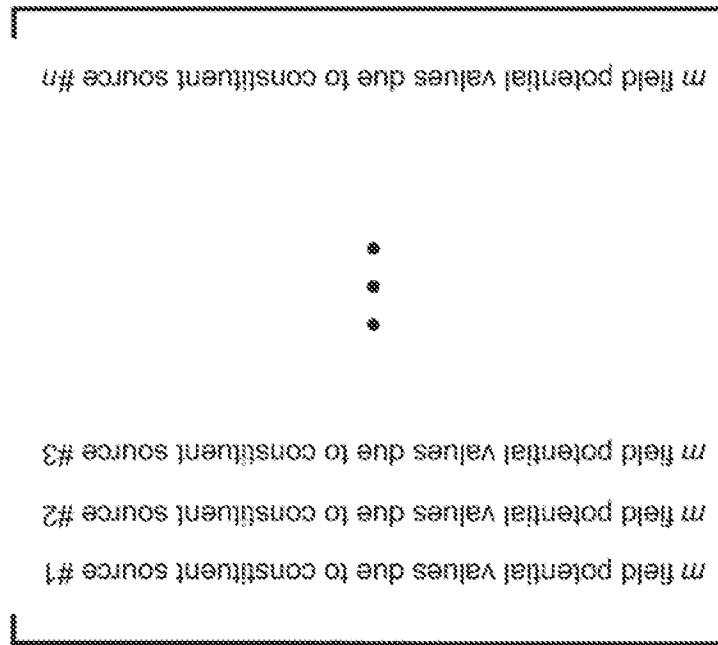 m field potential values due to constituent source #1
m field potential values due to constituent source #2
m field potential values due to constituent source #3
m field potential values due to constituent source #n